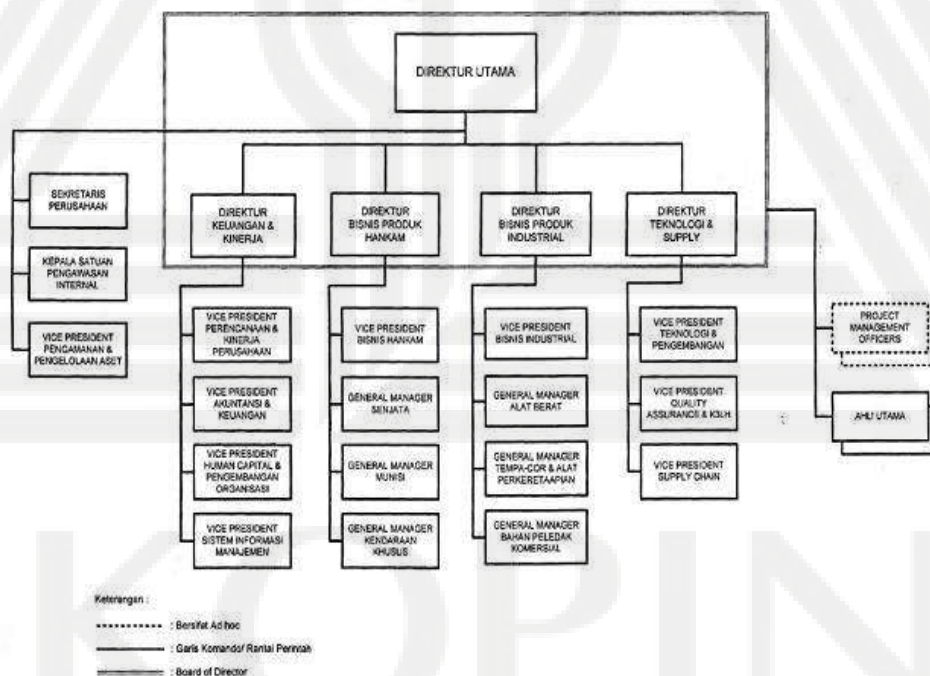 DIREKTUR UTAMA
SEKRETARIS
PERUSAHAAN
KEPALA SATUAN
PENGAWASAN
INTERNAL
VICE PRESIDENT
PENGAMANAN &
PENGELOLAAN ASET
DIREKTUR
KEUANGAN &
KINERJA
DIREKTUR
BISNIS PRODUK
HANKAM
DIREKTUR
BISNIS PRODUK
INDUSTRIAL
DIREKTUR
TEKNOLOGI &
SUPPLY
VICE PRESIDENT
PERENCANAAN &
KINERJA
PERUSAHAAN
VICE PRESIDENT
AKUNTANSI &
KEUANGAN
VICE PRESIDENT
HUMAN CAPITAL &
PENGEMBANGAN
ORGANISASI
VICE PRESIDENT
SISTEM INFORMASI
MANAJEMEN
VICE PRESIDENT
BISNIS HANKAM
GENERAL MANAGER
SENJATA
GENERAL MANAGER
MUNISI
GENERAL MANAGER
KENDARAAN
KHUSUS
VICE PRESIDENT
BISNIS INDUSTRIAL
GENERAL MANAGER
ALAT BERAT
GENERAL MANAGER
TEMPA-COR & ALAT
PERKERETAAPIAN
GENERAL MANAGER
BAHAN PELEDAK
KOMERSIAL
VICE PRESIDENT
TEKNOLOGI &
PENGEMBANGAN
VICE PRESIDENT
QUALITY
ASSURANCE & K3LH
VICE PRESIDENT
SUPPLY CHAIN
PROJECT
MANAGEMENT
OFFICERS
AHLI UTAMA
Keterangan :
: Bersifat Ad hoc
: Garis Komando/ Rantai Perintah
: Board of Director
KOPIN